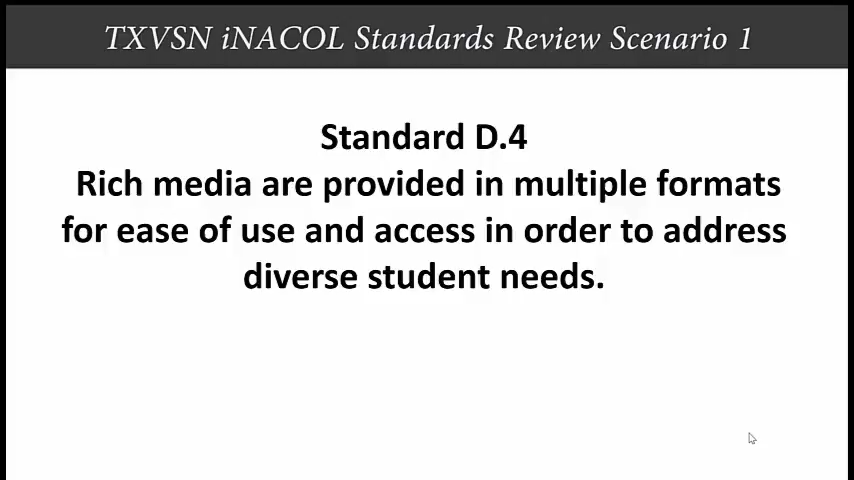 TXVSN iNACOL Standards Review Scenario 1
Standard D.4
Rich media are provided in multiple formats
for ease of use and access in order to address
diverse student needs.